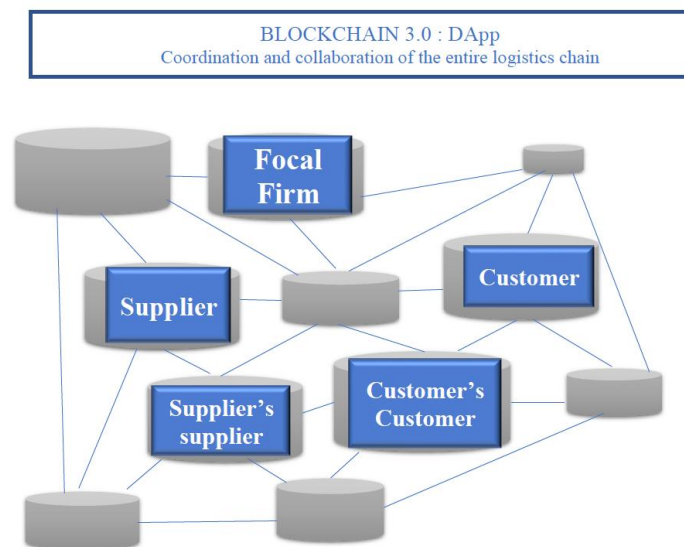 BLOCKCHAIN 3.0 : DApp
Coordination and collaboration of the entire logistics chain
Focal
Firm
Supplier
Customer
Supplier’s
supplier
Customer’s
Customer